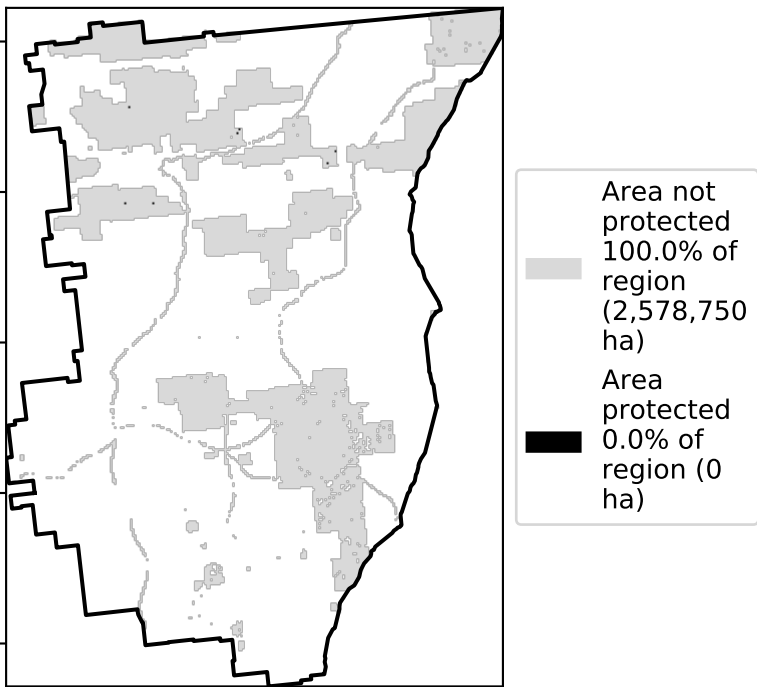 Area not
protected
100.0% of
region
(2,578,750
ha)
Area
protected
0.0% of
region (0
ha)